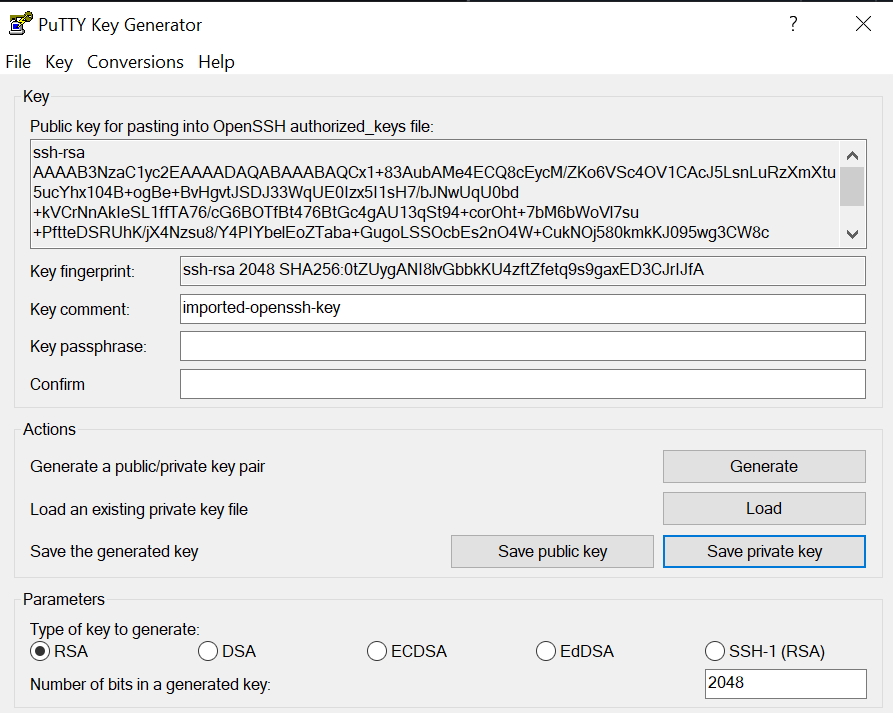 PuTTY Key Generator
?
File Key Conversions Help
Key
Public key for pasting into OpenSSH authorized_keys file:
ssh-rsa
AAAAB3NzaC1yc2EAAAADAQABAAABAQCx1+83AubAMe4ECQ8cEycM/ZKo6VSc4OV1CAcJ5LsnLuRzXmXtu
5ucYhx104B+ogBe+BvHgvtJSDJ33WqUE0Izx5I1sH7/bJNwUqU0bd
+kVCrNnAkIeSL1ffTA76/cG6BOTfBt476BtGc4gAU13qSt94+corOht+7bM6bWoVl7su
+PftteDSRUhK/jX4Nzsu8/Y4PIYbelEoZTaba+GugoLSSOcbEs2nO4W+CukNOj580kmkKJ095wg3CW8c
Key fingerprint: ssh-rsa 2048 SHA256:0tZUygANI8lvGbbkKU4zftZfetq9s9gaxED3CJrIJfA
Key comment: imported-openssh-key
Key passphrase:
Confirm
Actions
Generate a public/private key pair Generate
Load an existing private key file Load
Save the generated key Save public key Save private key
Parameters
Type of key to generate:
RSA DSA ECDSA EdDSA SSH-1 (RSA)
Number of bits in a generated key: 2048